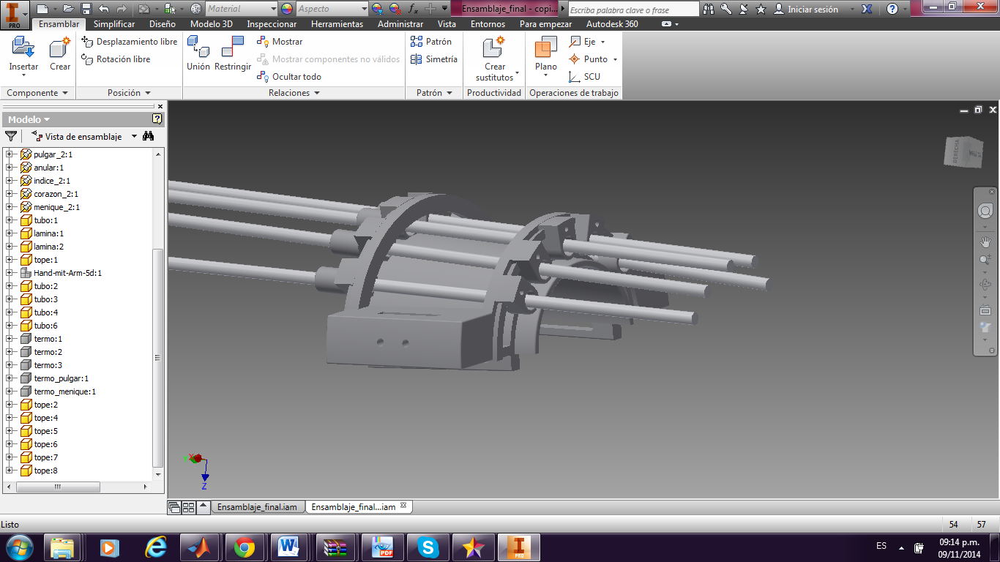 Material
Aspecto
Ensamblaje_final - copi...
Escriba palabra clave o frase
Iniciar sesión
PRO
Ensamblar Simplificar Diseño Modelo 3D Inspeccionar Herramientas Administrar Vista Entornos Para empezar Autodesk 360
Insertar
Crear
Desplazamiento libre
Rotación libre
Unión
Restringir
Mostrar
Mostrar componentes no válidos
Ocultar todo
Patrón
Simetría
Crear
sustitutos
Plano
Eje
Punto
SCU
Componente
Posición
Relaciones
Patrón
Productividad
Operaciones de trabajo
Modelo
Vista de ensamblaje
pulgar_2:1
anular:1
indice_2:1
corazon_2:1
menique_2:1
tubo:1
lamina:1
lamina:2
tope:1
Hand-mit-Arm-5d:1
tubo:2
tubo:3
tubo:4
tubo:6
termo:1
termo:2
termo:3
termo_pulgar:1
termo_menique:1
tope:2
tope:4
tope:5
tope:6
tope:7
tope:8
DERECHA
X
Z
Ensamblaje_final.iam
Ensamblaje_final...iam
Listo
54
57
PDF
PRO
ES
09:14 p.m.
09/11/2014